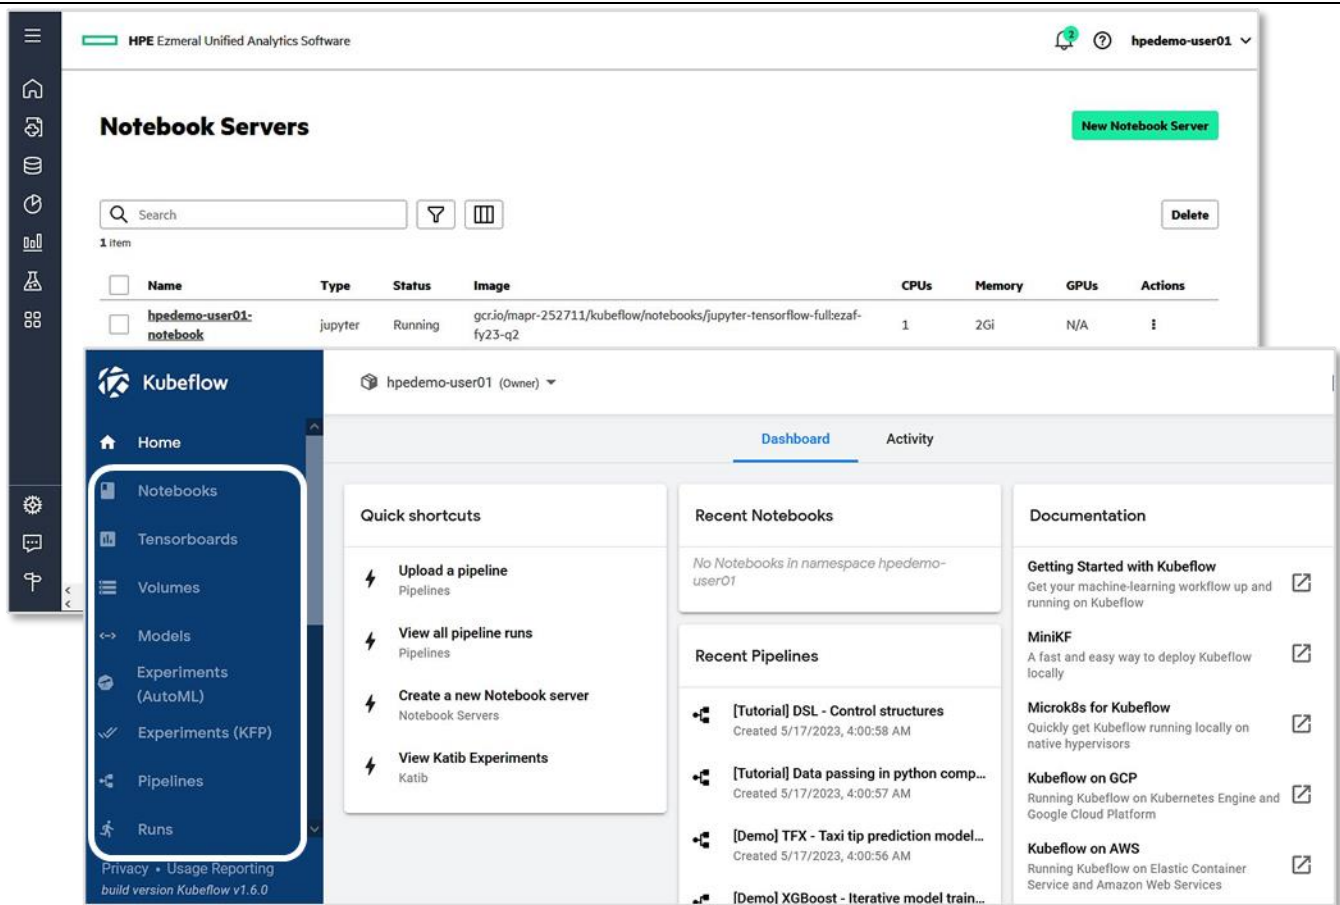 HPE Ezmeral Unified Analytics Software
2
hpedemo-user01
Notebook Servers
New Notebook Server
Search
Delete
1 item
Name Type Status Image CPUs Memory GPUs Actions
hpedemo-user01-
notebook
jupyter
Running
gcr.io/mapr-252711/kubeflow/notebooks/jupyter-tensorflow-full:ezaf-
fy23-q2
1
2Gi
N/A
Kubeflow
hpedemo-user01 (Owner)
Home
Notebooks
Tensorboards
Volumes
Models
Experiments
(AutoML)
Experiments (KFP)
Pipelines
Runs
Privacy • Usage Reporting
build version Kubeflow v1.6.0
Dashboard
Activity
Quick shortcuts
Upload a pipeline
Pipelines
View all pipeline runs
Pipelines
Create a new Notebook server
Notebook Servers
View Katib Experiments
Katib
Recent Notebooks
No Notebooks in namespace hpedemo-
user01
Recent Pipelines
[Tutorial] DSL - Control structures
Created 5/17/2023, 4:00:58 AM
[Tutorial] Data passing in python comp...
Created 5/17/2023, 4:00:57 AM
[Demo] TFX - Taxi tip prediction model...
Created 5/17/2023, 4:00:56 AM
[Demo] XGBoost - Iterative model train...
Documentation
Getting Started with Kubeflow
Get your machine-learning workflow up and
running on Kubeflow
MiniKF
A fast and easy way to deploy Kubeflow
locally
Microk8s for Kubeflow
Quickly get Kubeflow running locally on
native hypervisors
Kubeflow on GCP
Running Kubeflow on Kubernetes Engine and
Google Cloud Platform
Kubeflow on AWS
Running Kubeflow on Elastic Container
Service and Amazon Web Services